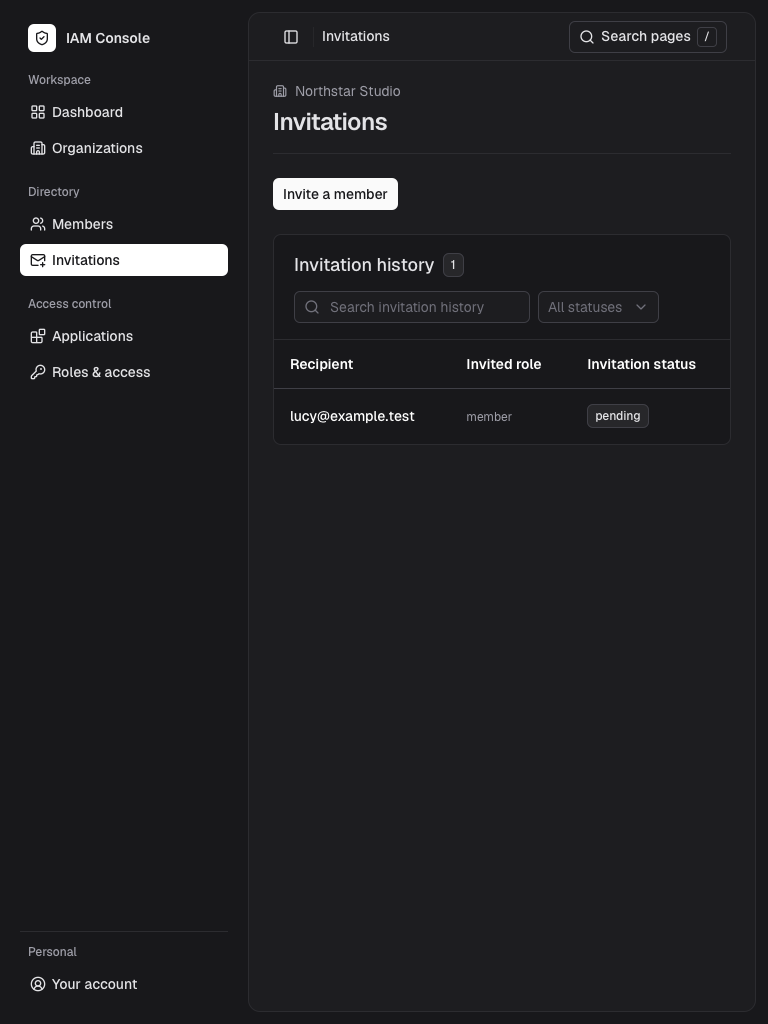 IAM Console
Workspace
Dashboard
Organizations
Directory
Members
Invitations
Access control
Applications
Roles & access
Personal
Your account
Invitations
Search pages /
Northstar Studio
Invitations
Invite a member
Invitation history 1
Search invitation history
All statuses
Recipient Invited role Invitation status
lucy@example.test member pending